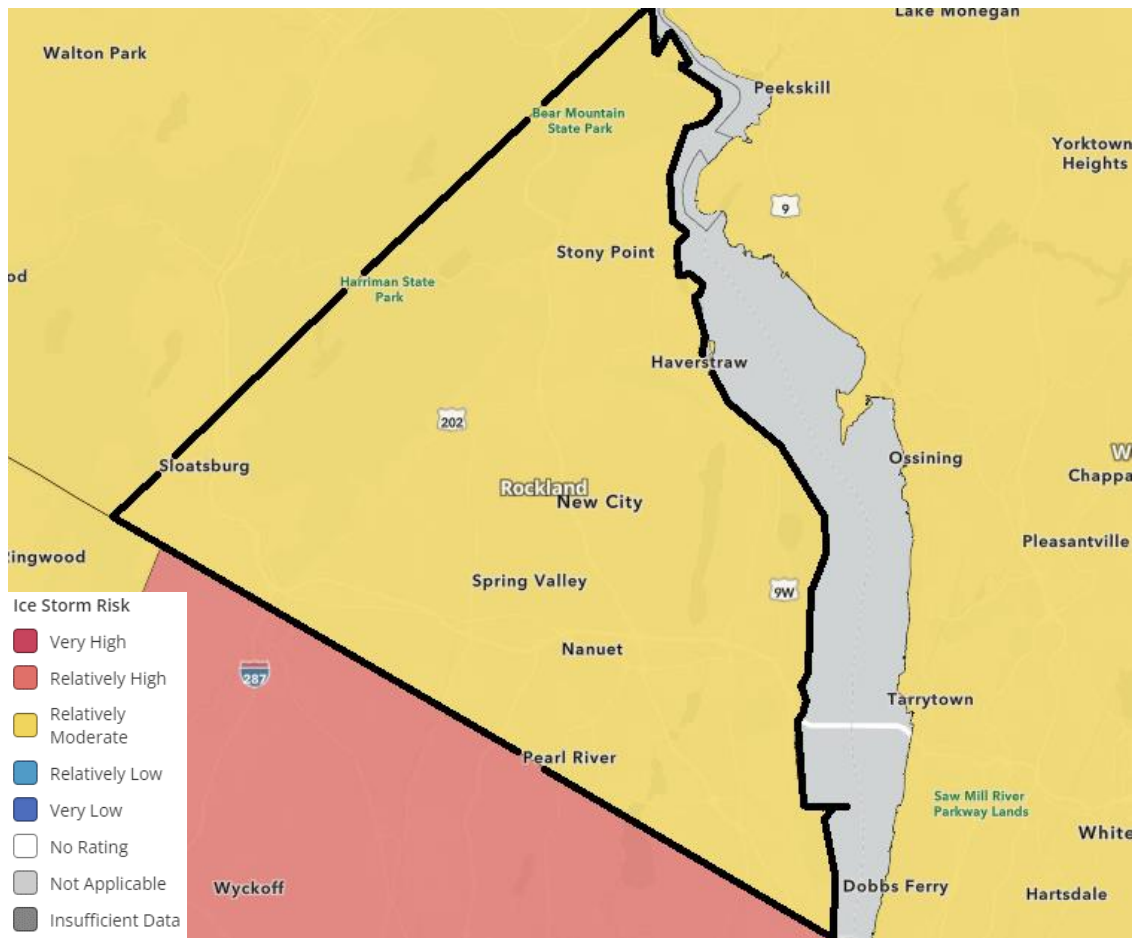 Lake Mohegan
Walton Park
Peekskill
Bear Mountain
State Park
Yorktown
Heights
9
Stony Point
od
Harriman State
Park
Haverstraw
202
Sloatsburg
Ossining
W
Chappa
Rockland
New City
Pleasantville
Ringwood
Spring Valley
9W
Ice Storm Risk
Very High
Relatively High
Relatively
Moderate
Relatively Low
Very Low
No Rating
Not Applicable
Insufficient Data
Nanuet
287
Tarrytown
Pearl River
Saw Mill River
Parkway Lands
White
Wyckoff
Dobbs Ferry
Hartsdale